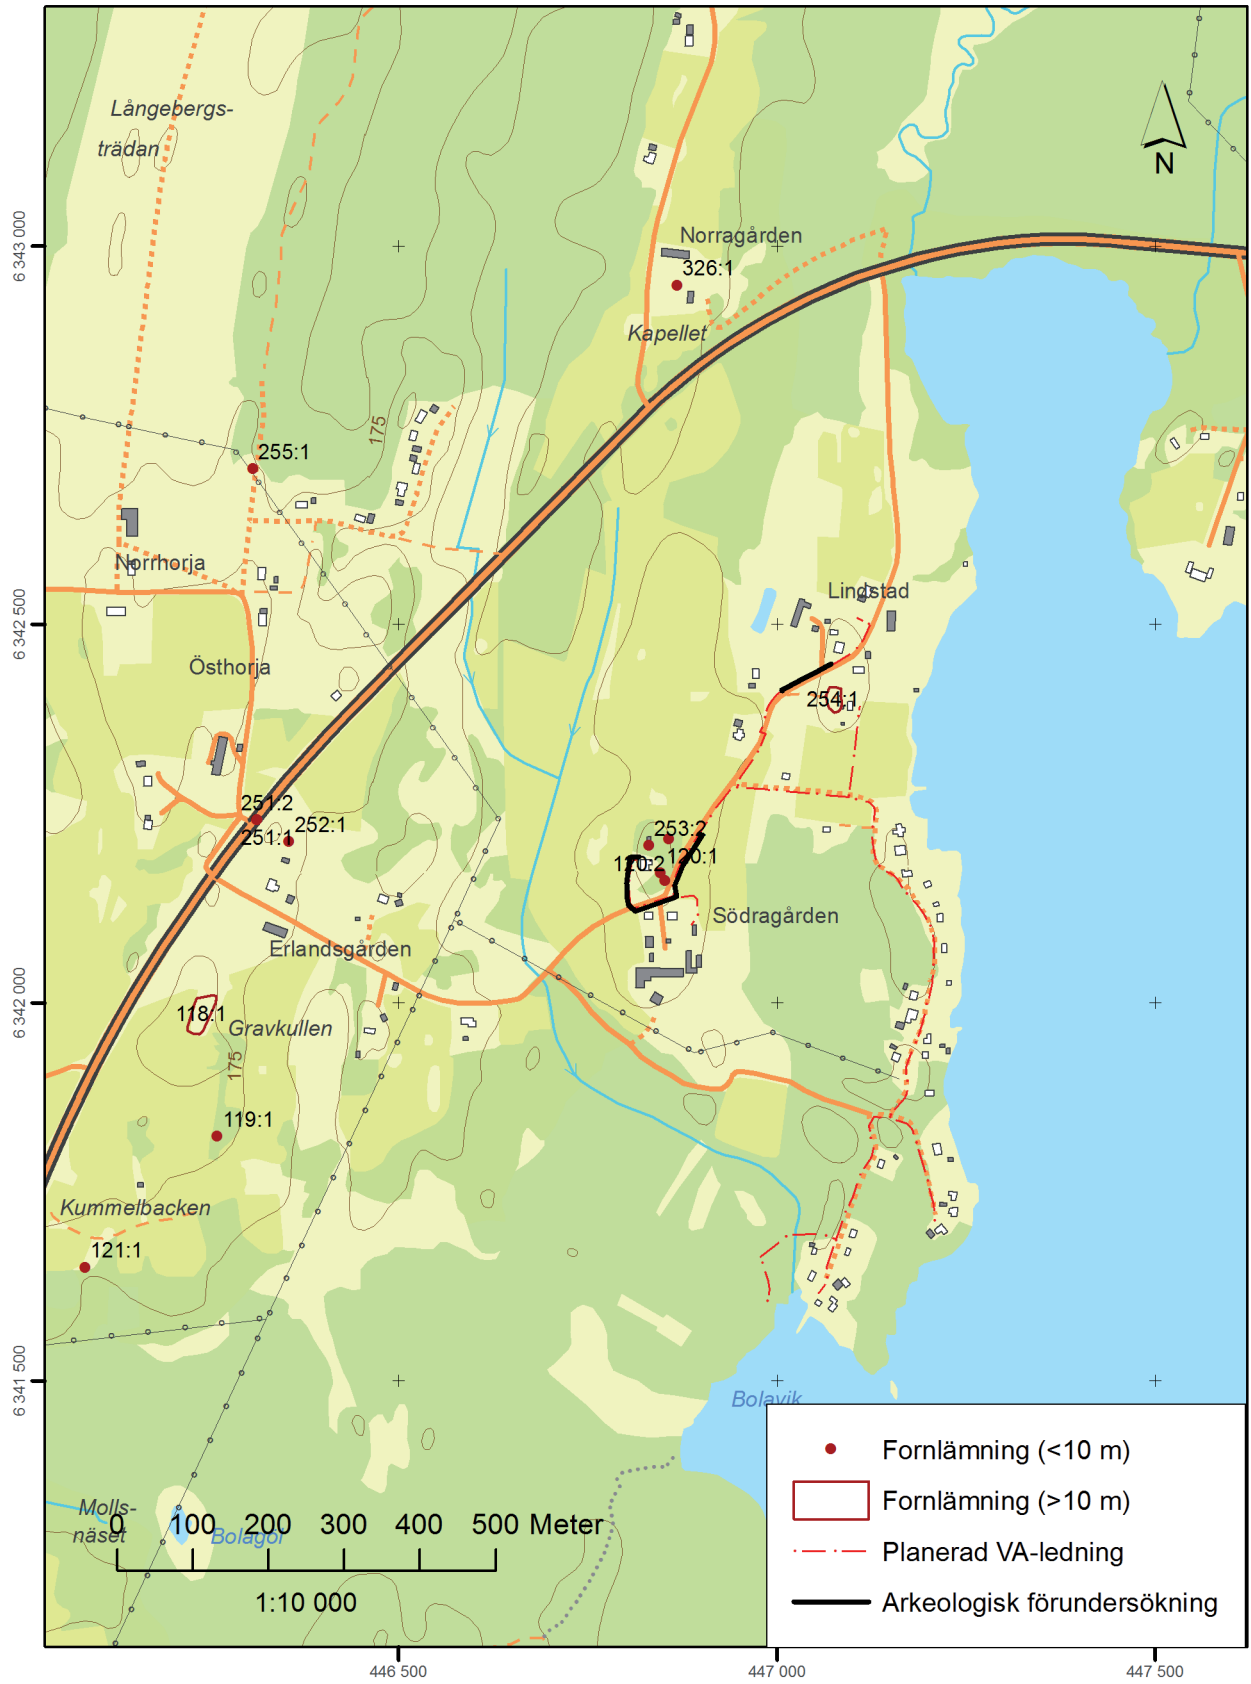 Långebergs-
trädan
N
6 343 000
Norragården
326:1
Kapellet
175
255:1
Norrhorja
Lindstad
6 342 500
Östhorja
254:1
251:2
251:1
252:1
253:2
120:2
120:1
Södragården
Erlandsgården
6 342 000
118:1
Gravkullen
175
119:1
Kummelbacken
121:1
6 341 500
Bolavik
Fornlämning (<10 m)
Fornlämning (>10 m)
Planerad VA-ledning
Arkeologisk förundersökning
Molls-
näset
Bolagöl
0 100 200 300 400 500 Meter
1:10 000
446 500 447 000 447 500